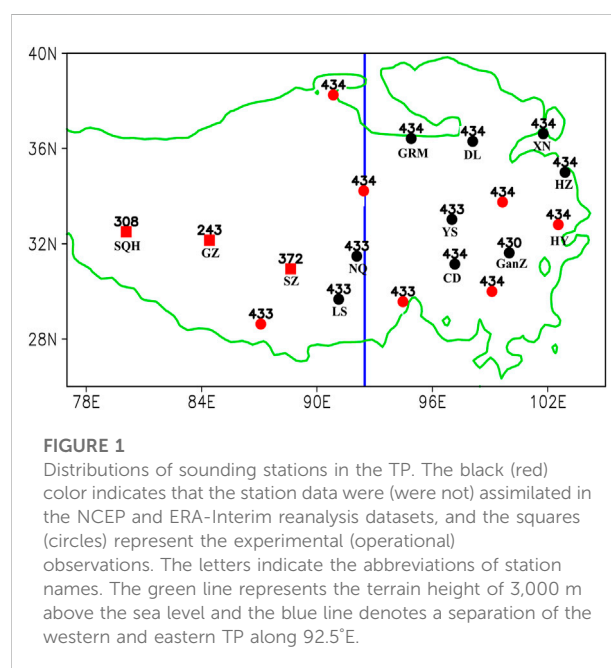 40N
434
434
434
434
GRM
DL
XN
36N
434
HZ
434
434
434
HY
308
SQH
243
GZ
433
YS
32N
433
NQ
430
GanZ
372
SZ
434
CD
433
LS
433
434
433
28N
78E 84E 90E 96E 102E
FIGURE 1
Distributions of sounding stations in the TP. The black (red)
color indicates that the station data were (were not) assimilated in
the NCEP and ERA-Interim reanalysis datasets, and the squares
(circles) represent the experimental (operational)
observations. The letters indicate the abbreviations of station
names. The green line represents the terrain height of 3,000 m
above the sea level and the blue line denotes a separation of the
western and eastern TP along 92.5°E.